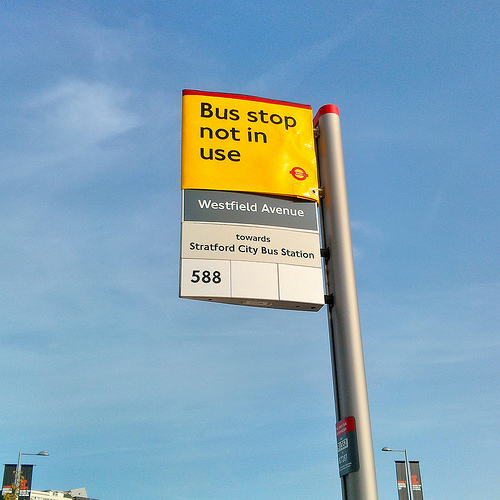 Bus stop
not in
use
Westfield Avenue
towards
Stratford City Bus Station
588